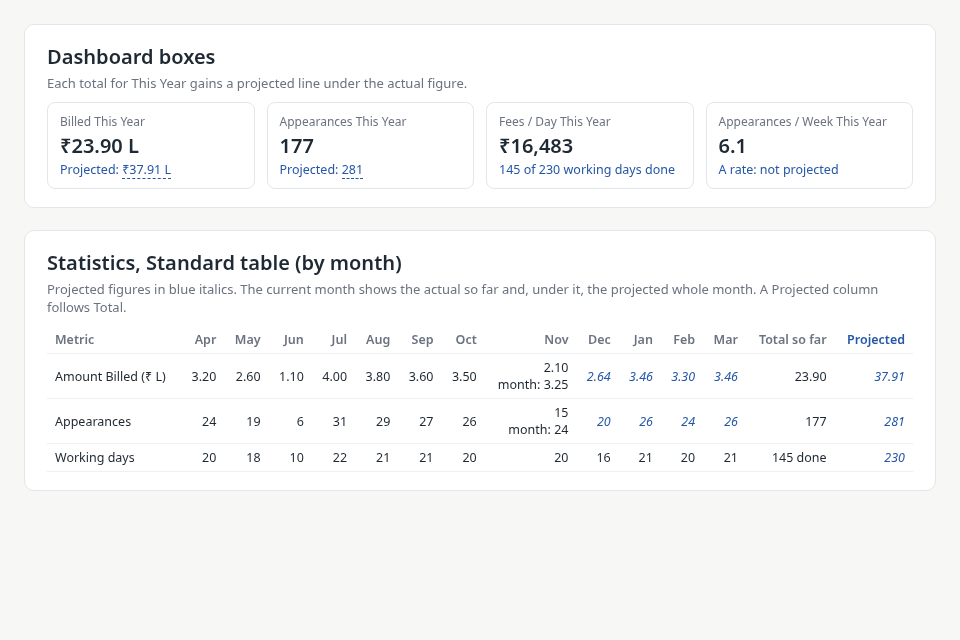 Dashboard boxes
Each total for This Year gains a projected line under the actual figure.
Billed This Year
₹23.90 L
Projected: ₹37.91 L
Appearances This Year
177
Projected: 281
Fees / Day This Year
₹16,483
145 of 230 working days done
Appearances / Week This Year
6.1
A rate: not projected
Statistics, Standard table (by month)
Projected figures in blue italics. The current month shows the actual so far and, under it, the projected whole month. A Projected column
follows Total.
Metric Apr May Jun Jul Aug Sep Oct Nov Dec Jan Feb Mar Total so far Projected
Amount Billed (₹ L) 3.20 2.60 1.10 4.00 3.80 3.60 3.50 2.10 2.64 3.46 3.30 3.46 23.90 37.91
month: 3.25
Appearances 24 19 6 31 29 27 26 15 20 26 24 26 177 281
month: 24
Working days 20 18 10 22 21 21 20 20 16 21 20 21 145 done 230